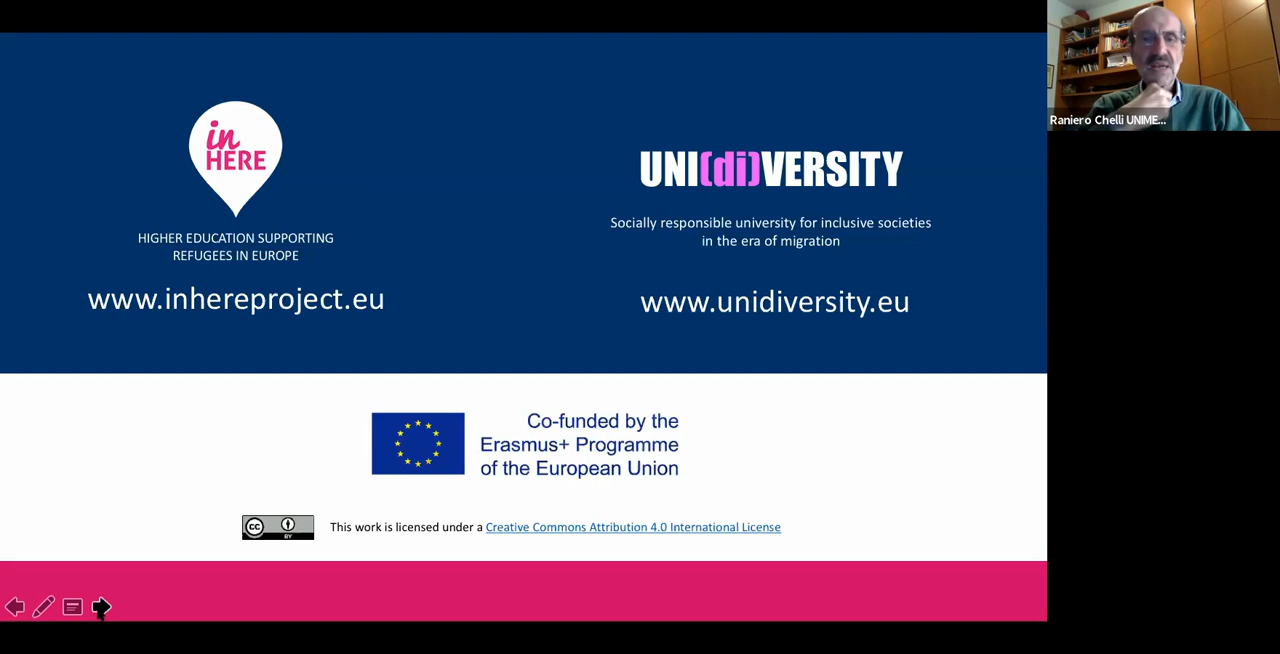 in
HERE
HIGHER EDUCATION SUPPORTING
REFUGEES IN EUROPE
www.inhereproject.eu
UNI(di)VERSITY
Socially responsible university for inclusive societies
in the era of migration
www.unidiversity.eu
Co-funded by the
Erasmus+ Programme
of the European Union
cc
BY
This work is licensed under a Creative Commons Attribution 4.0 International License
Raniero Chelli UNIME...